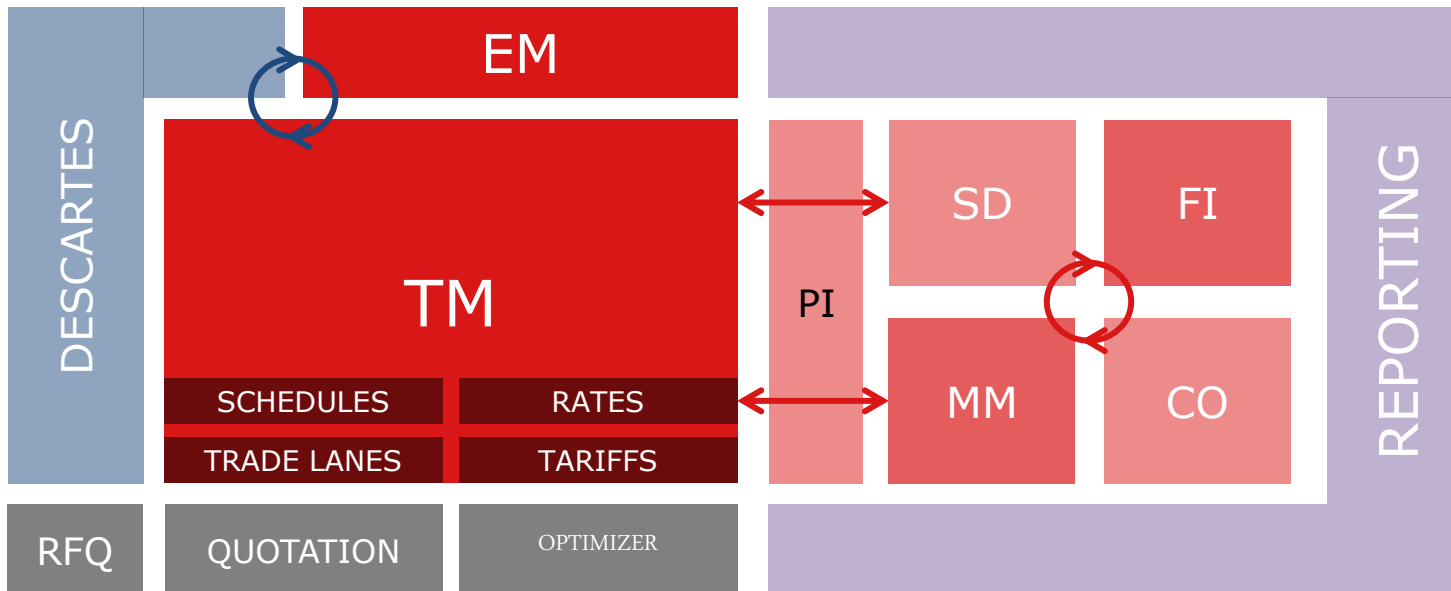 EM
DESCARTES
TM
SCHEDULES
RATES
TRADE LANES
TARIFFS
RFQ
QUOTATION
OPTIMIZER
PI
SD
FI
MM
CO
REPORTING